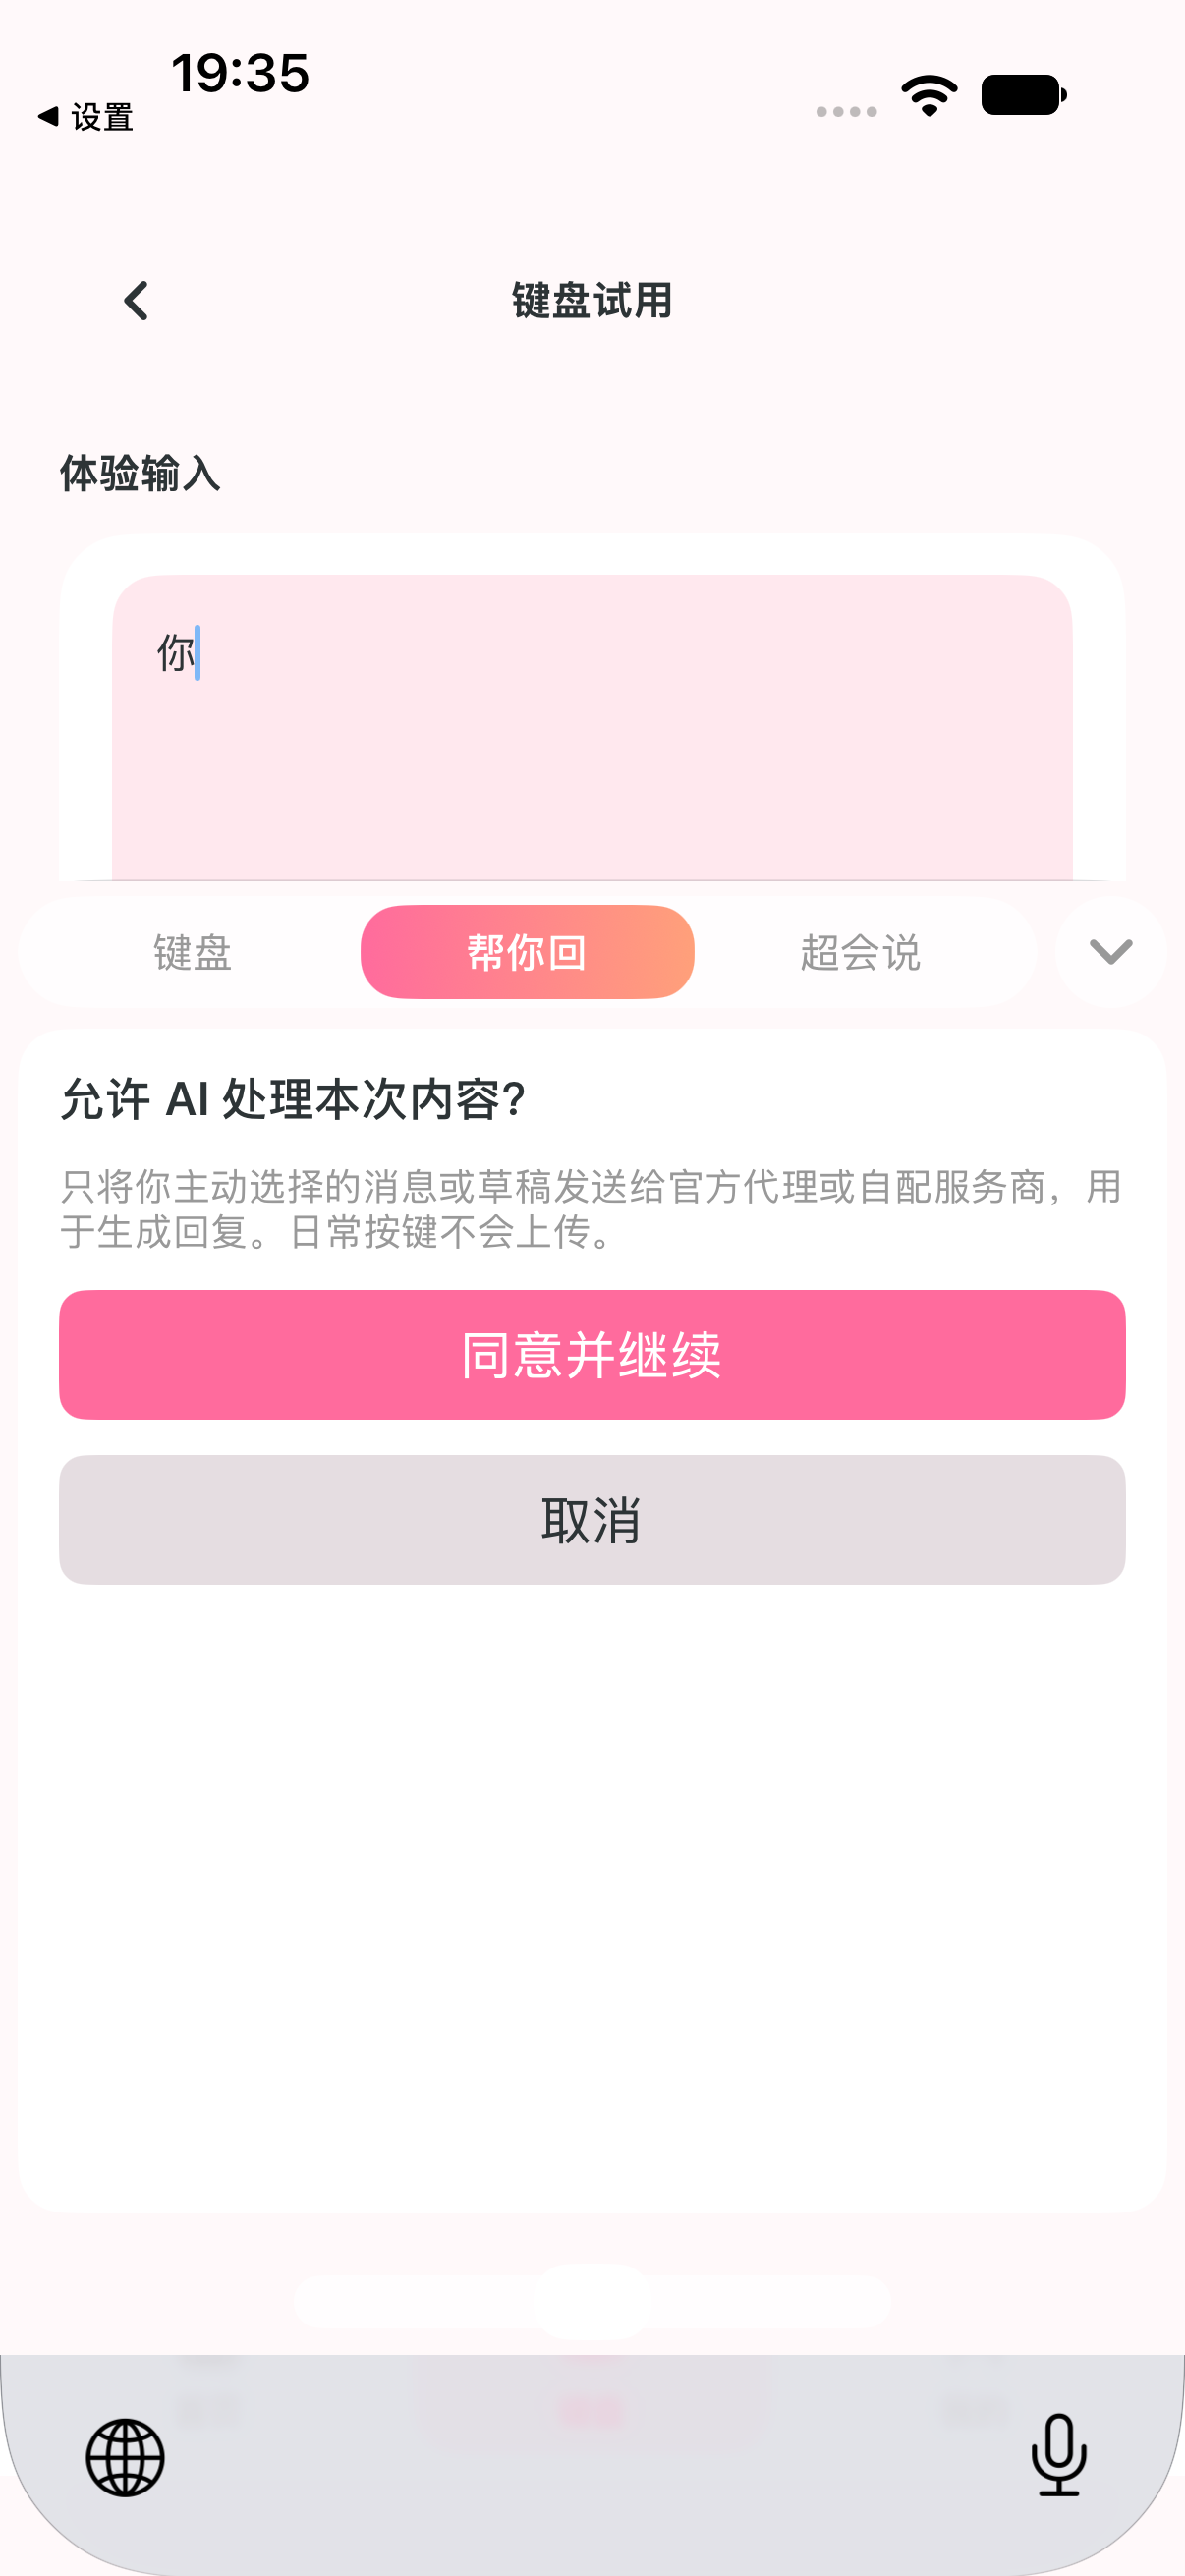 19:35
设置
键盘试用
体验输入
你
键盘
帮你回
超会说
允许 AI 处理本次内容?
只将你主动选择的消息或草稿发送给官方代理或自配服务商，用
于生成回复。日常按键不会上传。
同意并继续
取消